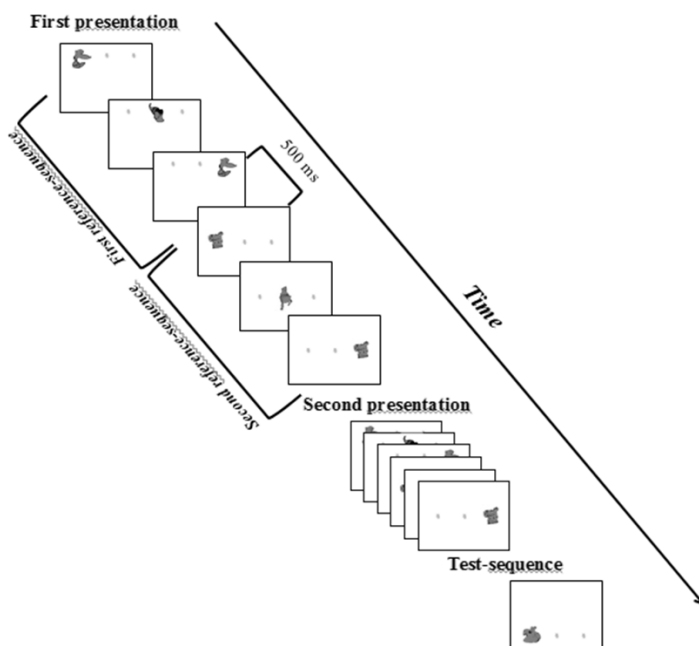 First presentation
500 ms
First reference-sequence
Second reference-sequence
Time
Second presentation
Test-sequence